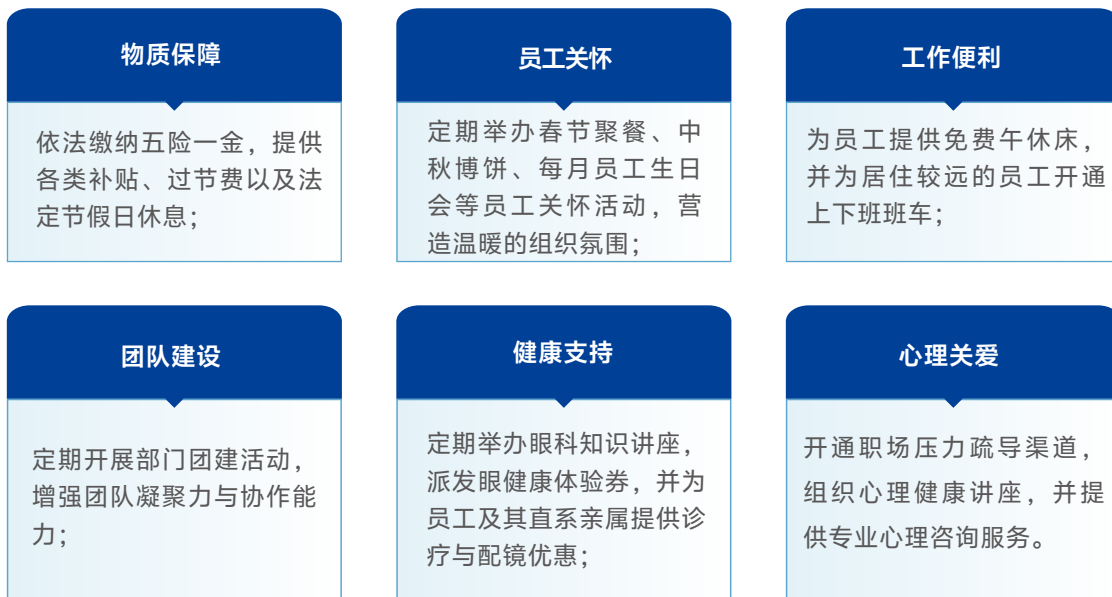 物质保障
依法缴纳五险一金，提供
各类补贴、过节费以及法
定节假日休息；
员工关怀
定期举办春节聚餐、中
秋博饼、每月员工生日
会等员工关怀活动，营
造温暖的组织氛围；
工作便利
为员工提供免费午休床，
并为居住较远的员工开通
上下班班车；
团队建设
定期开展部门团建活动，
增强团队凝聚力与协作能
力；
健康支持
定期举办眼科知识讲座，
派发眼健康体验券，并为
员工及其直系亲属提供诊
疗与配镜优惠；
心理关爱
开通职场压力疏导渠道，
组织心理健康讲座，并提
供专业心理咨询服务。